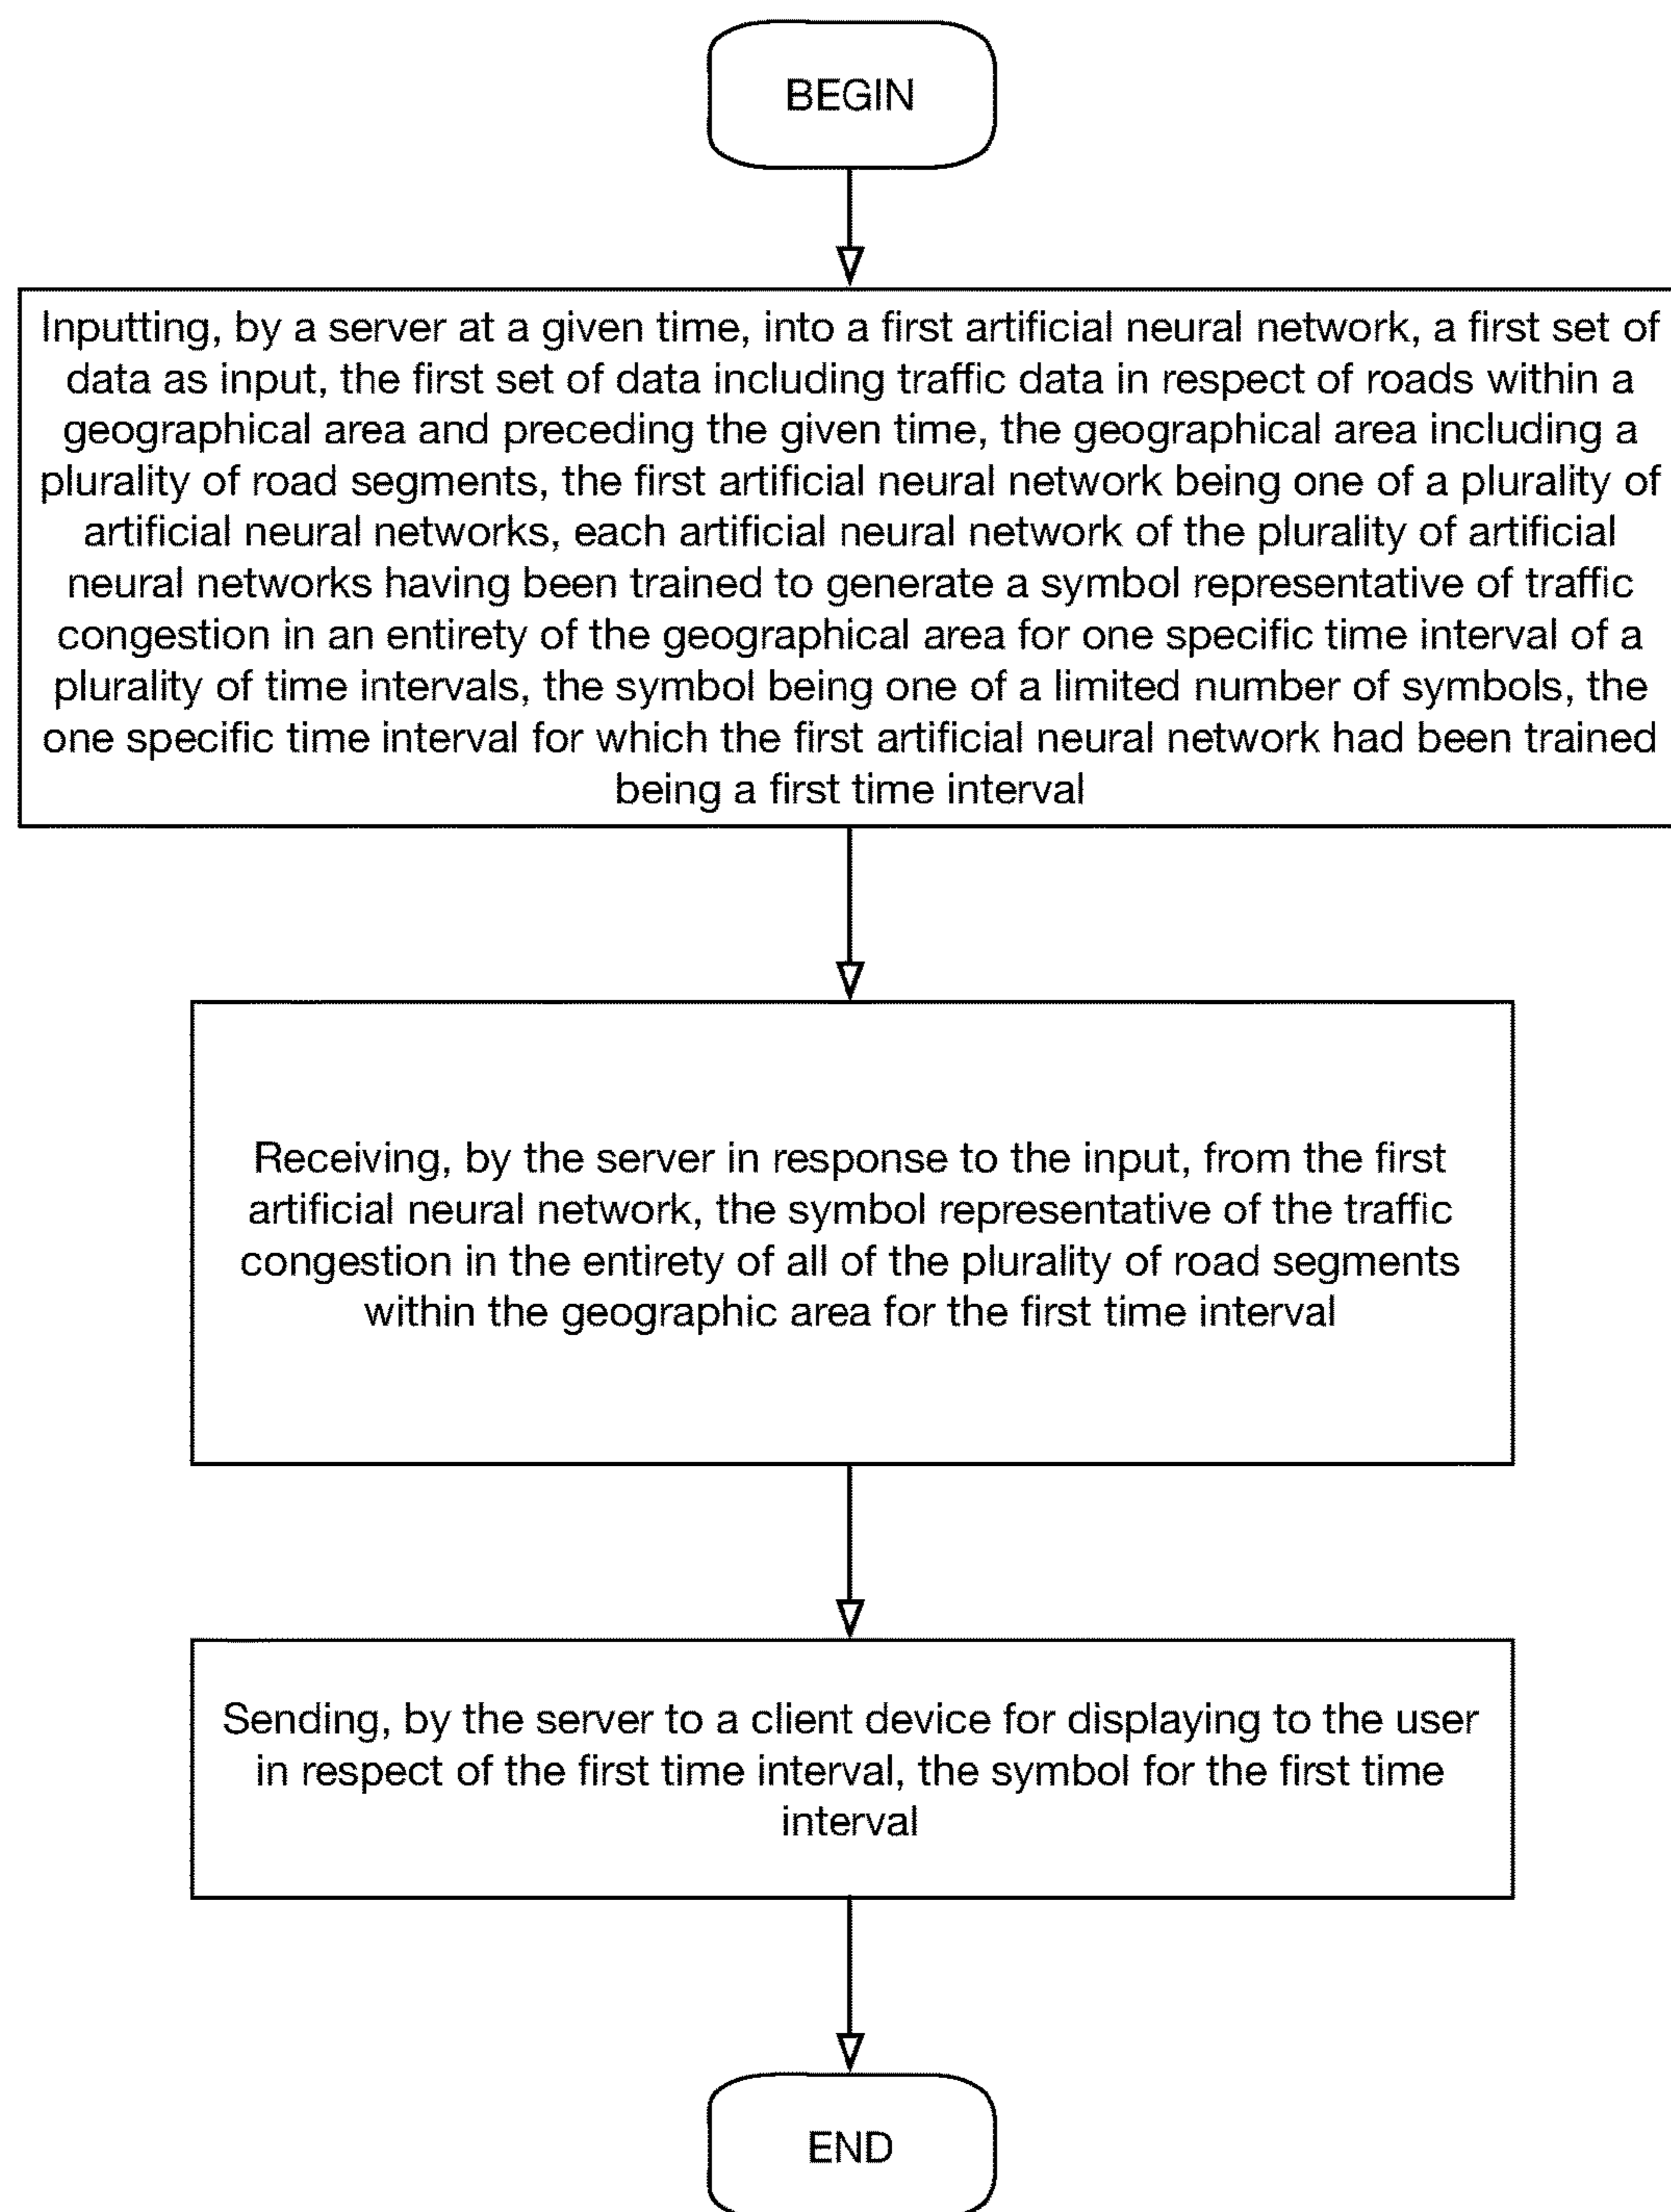 BEGIN
Inputting, by a server at a given time, into a first artificial neural network, a first set of
data as input, the first set of data including traffic data in respect of roads within a
geographical area and preceding the given time, the geographical area including a
plurality of road segments, the first artificial neural network being one of a plurality of
artificial neural networks, each artificial neural network of the plurality of artificial
neural networks having been trained to generate a symbol representative of traffic
congestion in an entirety of the geographical area for one specific time interval of a
plurality of time intervals, the symbol being one of a limited number of symbols, the
one specific time interval for which the first artificial neural network had been trained
being a first time interval
Receiving, by the server in response to the input, from the first
artificial neural network, the symbol representative of the traffic
congestion in the entirety of all of the plurality of road segments
within the geographic area for the first time interval
Sending, by the server to a client device for displaying to the user
in respect of the first time interval, the symbol for the first time
interval
END